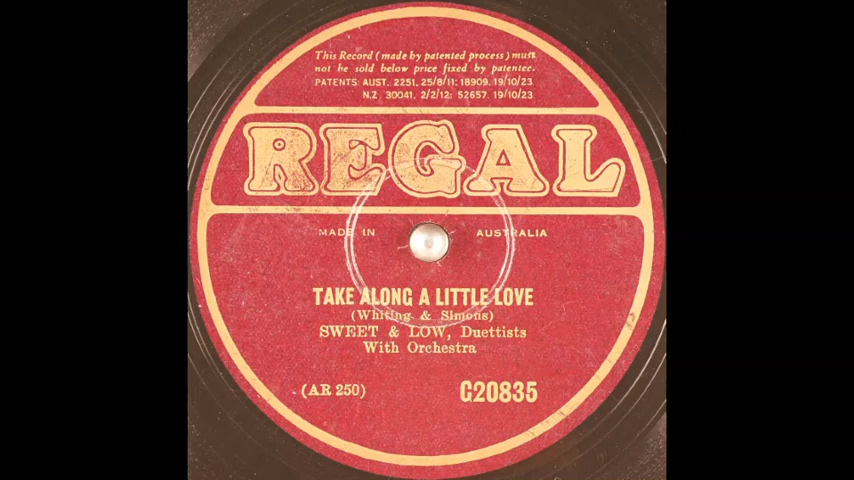 This Record (made by patented process) must
not be sold below price fixed by patentee.
PATENTS: AUST. 2251, 25/8/11; 18909. 19/10/23
N.Z. 30041. 2/2/12; 52657. 19/10/23.
REGAL
MADE IN AUSTRALIA
TAKE ALONG A LITTLE LOVE
(Whiting & Simons)
SWEET & LOW, Duettists
With Orchestra
(AR 250) G20835